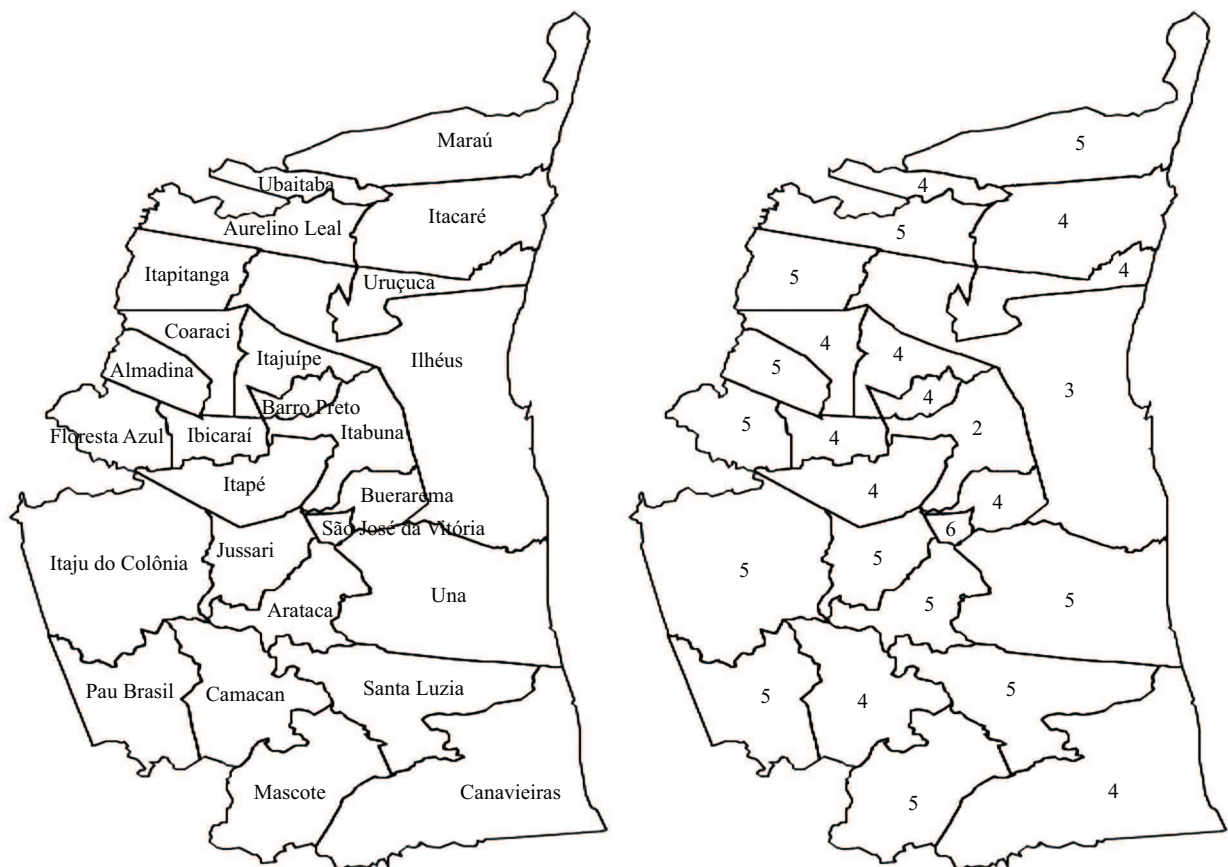 Maraú
Ubaitaba
Itacaré
Aurelino Leal
Itapitanga
Uruçuca
Coaraci
Itajuípe
Ilhéus
Almadina
Barro Preto
Floresta Azul
Ibicaraí
Itabuna
Itapé
Buerarema
São José da Vitória
Jussari
Itaju do Colônia
Una
Arataca
Pau Brasil
Camacan
Santa Luzia
Mascote
Canavieiras
5
4
4
5
4
5
4
4
3
5
4
5
4
2
4
4
6
5
5
5
5
5
4
5
5
4